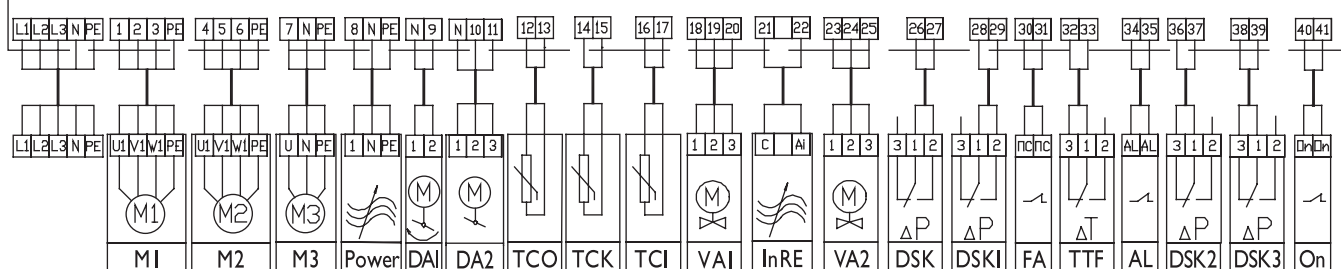 L1 L2 L3 N PE 1 2 3 PE 4 5 6 PE 7 N PE 8 N PE N 9 N 10 11 12 13 14 15 16 17 18 19 20 21 22 23 24 25 26 27 28 29 30 31 32 33 34 35 36 37 38 39 40 41
L1 L2 L3 N PE U1 V1 W1 PE U1 V1 W1 PE U N PE 1 N PE 1 2 1 2 3 1 2 3 C Ai 1 2 3 3 1 2 3 1 2 ПС ПС 3 1 2 AL AL 3 1 2 3 1 2 On On
M M M M
M1 M2 M3
ΔP ΔP ΔT ΔP ΔP
M1 M2 M3 Power DA1 DA2 TCO TCK TCI VA1 InRE VA2 DSK DSK1 FA TTF AL DSK2 DSK3 On